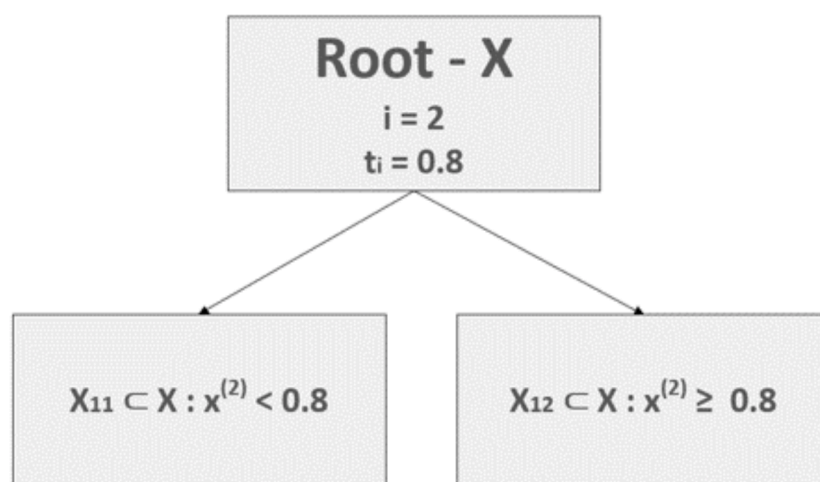 Root - X
i = 2
tᵢ = 0.8
X₁₁ ⊂ X : x⁽²⁾ < 0.8
X₁₂ ⊂ X : x⁽²⁾ ≥ 0.8